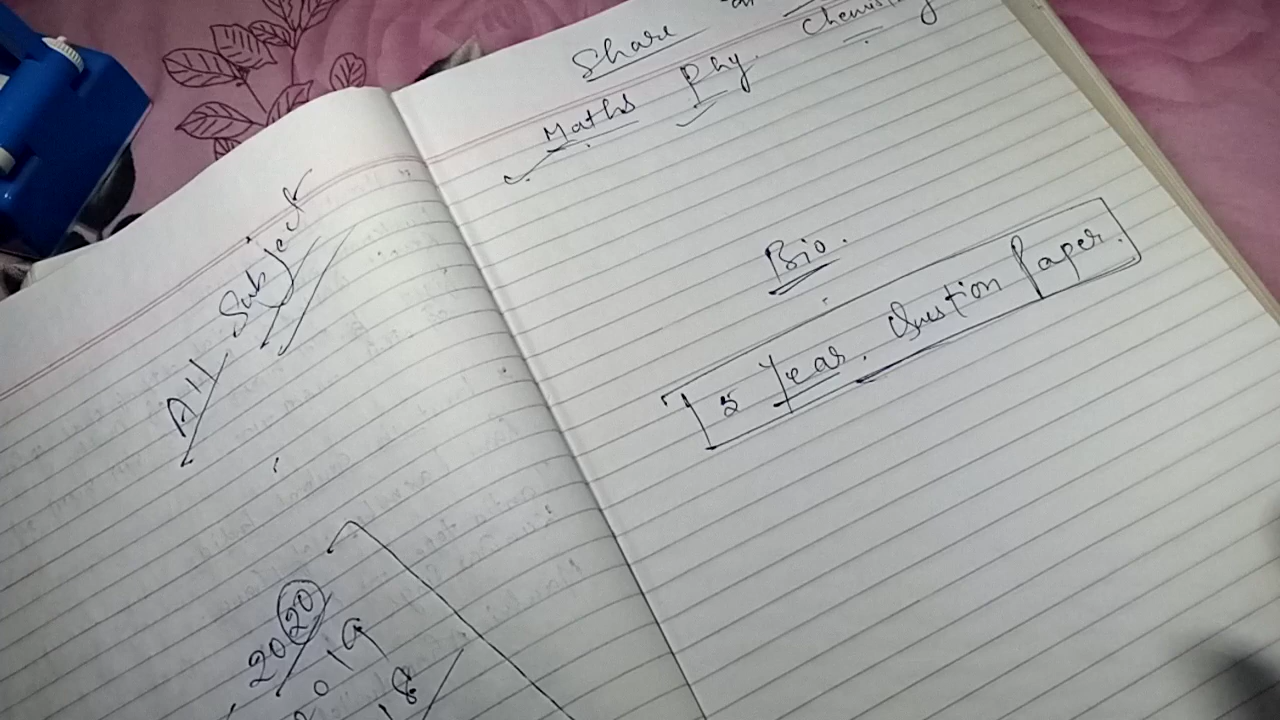 All Subject
2020
2019
18
Share
Maths Phy. Chemistry
Bio.
5 Year. Question Paper.